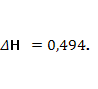 ΔH = 0,494.